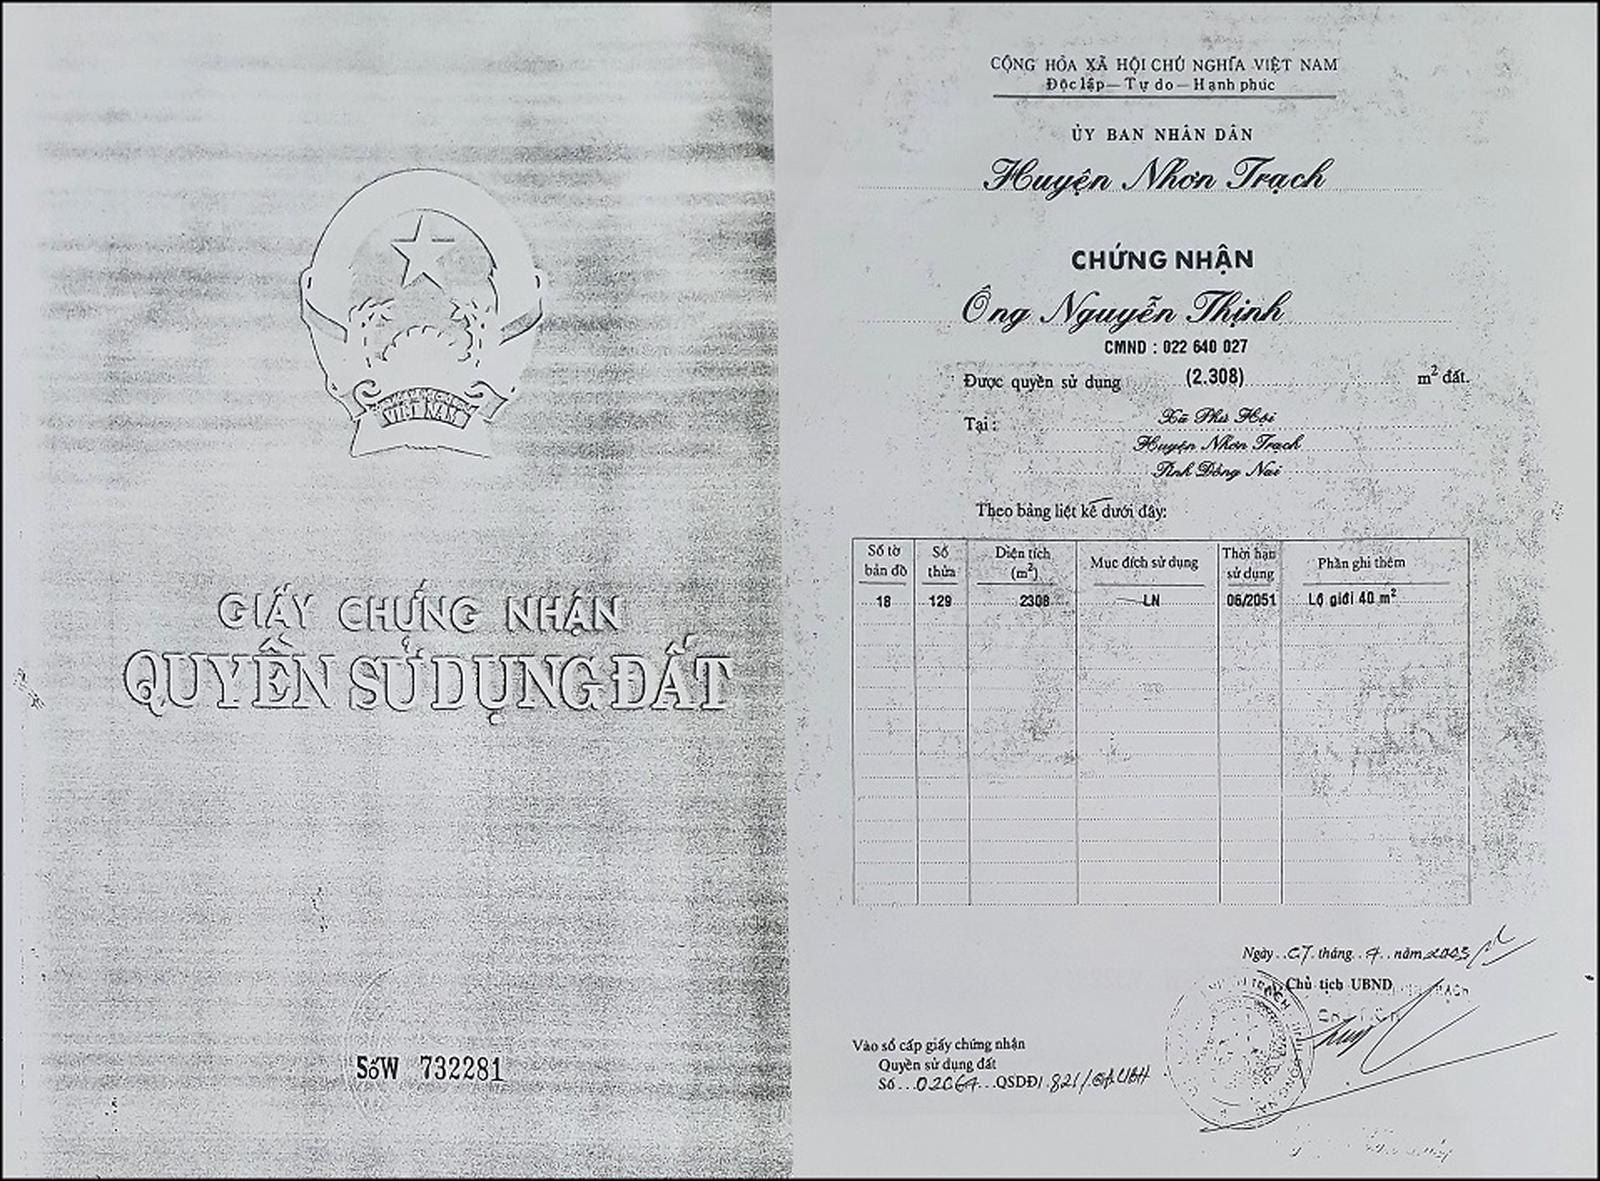 VIỆT NAM
GIẤY CHỨNG NHẬN
QUYỀN SỬ DỤNG ĐẤT
SốW 732281
CỘNG HÒA XÃ HỘI CHỦ NGHĨA VIỆT NAM
Độc lập — Tự do — Hạnh phúc
ỦY BAN NHÂN DÂN
Huyện Nhơn Trạch
CHỨNG NHẬN
Ông Nguyễn Thịnh
CMND : 022 640 027
Được quyền sử dụng (2.308) m² đất.
Tại : Xã Phú Hội
Huyện Nhơn Trạch
Tỉnh Đồng Nai
Theo bảng liệt kê dưới đây:
Số tờ bản đồ Số thửa Diện tích (m²) Mục đích sử dụng Thời hạn sử dụng Phần ghi thêm
18 129 2308 LN 06/2051 Lộ giới 40 m²
Ngày 07 tháng 4 năm 2003
Chủ tịch UBND
Vào sổ cấp giấy chứng nhận
Quyền sử dụng đất
Số QSDĐ/ 821/